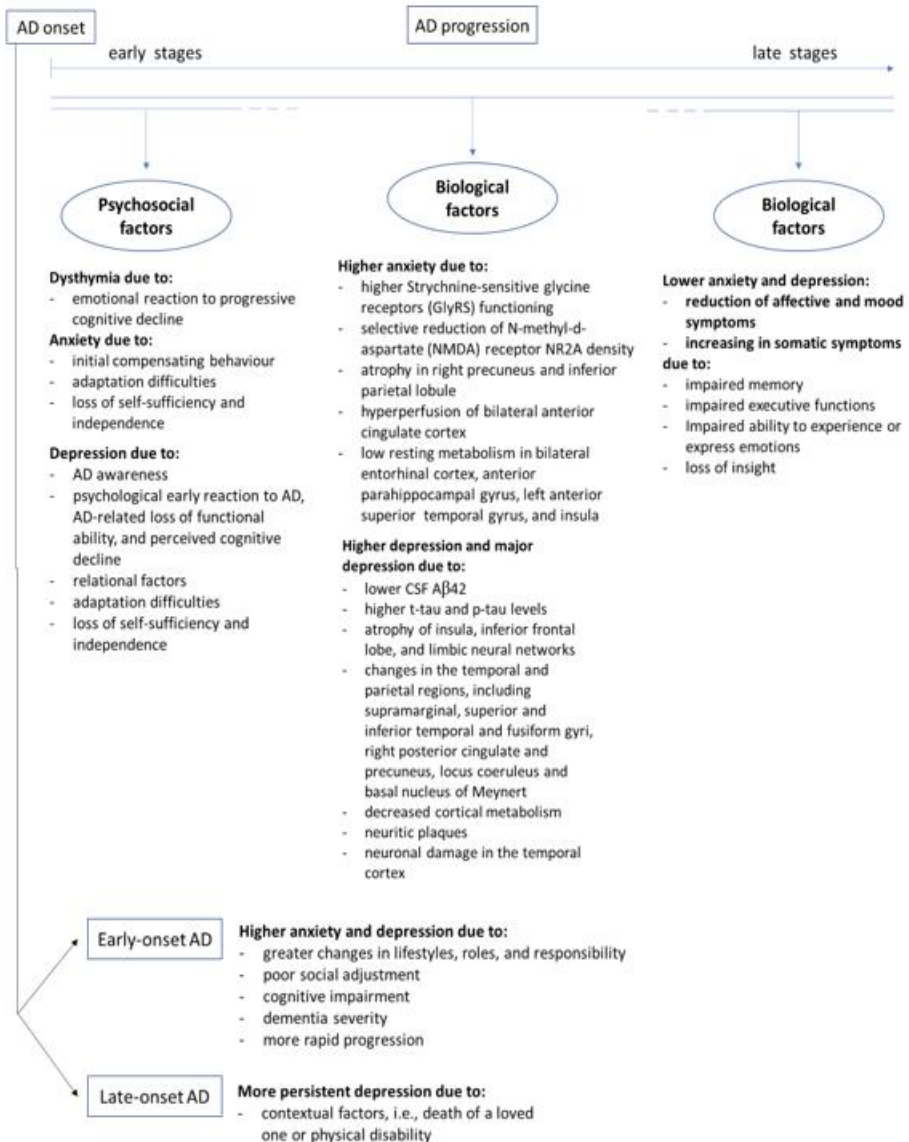 AD onset
AD progression
early stages
late stages
Psychosocial
factors
Dysthymia due to:
- emotional reaction to progressive
cognitive decline
Anxiety due to:
- initial compensating behaviour
- adaptation difficulties
- loss of self-sufficiency and
independence
Depression due to:
- AD awareness
- psychological early reaction to AD,
AD-related loss of functional
ability, and perceived cognitive
decline
- relational factors
- adaptation difficulties
- loss of self-sufficiency and
independence
Biological
factors
Higher anxiety due to:
- higher Strychnine-sensitive glycine
receptors (GlyRS) functioning
- selective reduction of N-methyl-d-
aspartate (NMDA) receptor NR2A density
- atrophy in right precuneus and inferior
parietal lobule
- hyperperfusion of bilateral anterior
cingulate cortex
- low resting metabolism in bilateral
entorhinal cortex, anterior
parahippocampal gyrus, left anterior
superior temporal gyrus, and insula
Higher depression and major
depression due to:
- lower CSF Aβ42
- higher t-tau and p-tau levels
- atrophy of insula, inferior frontal
lobe, and limbic neural networks
- changes in the temporal and
parietal regions, including
supramarginal, superior and
inferior temporal and fusiform gyri,
right posterior cingulate and
precuneus, locus coeruleus and
basal nucleus of Meynert
- decreased cortical metabolism
- neuritic plaques
- neuronal damage in the temporal
cortex
Biological
factors
Lower anxiety and depression:
- reduction of affective and mood
symptoms
- increasing in somatic symptoms
due to:
- impaired memory
- impaired executive functions
- Impaired ability to experience or
express emotions
- loss of insight
Early-onset AD
Higher anxiety and depression due to:
- greater changes in lifestyles, roles, and responsibility
- poor social adjustment
- cognitive impairment
- dementia severity
- more rapid progression
Late-onset AD
More persistent depression due to:
- contextual factors, i.e., death of a loved
one or physical disability